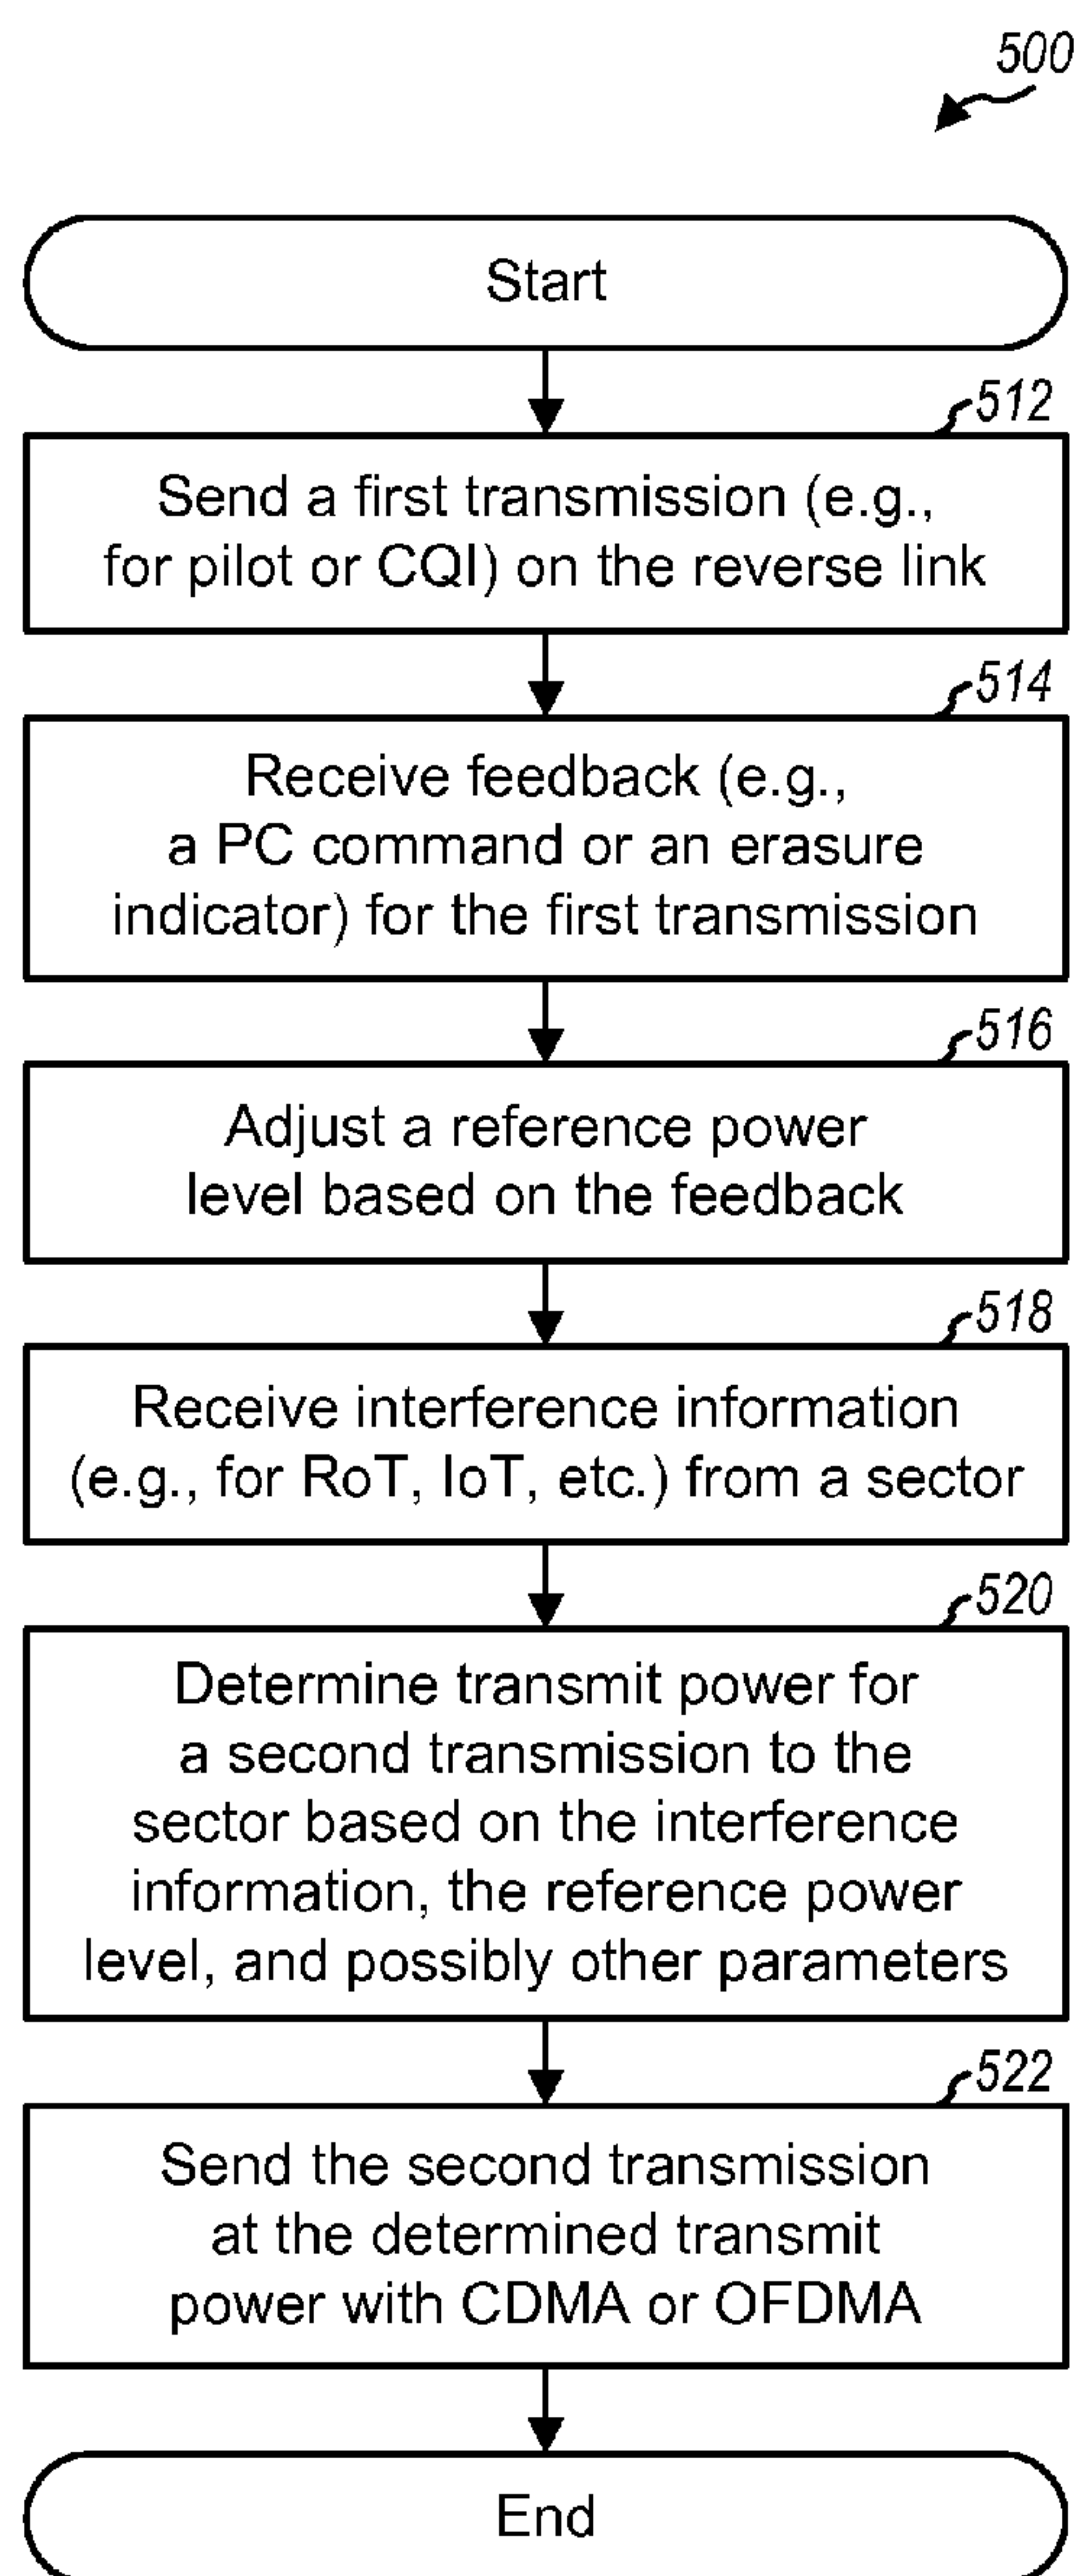 500
Start
512
Send a first transmission (e.g.,
for pilot or CQI) on the reverse link
514
Receive feedback (e.g.,
a PC command or an erasure
indicator) for the first transmission
516
Adjust a reference power
level based on the feedback
518
Receive interference information
(e.g., for RoT, IoT, etc.) from a sector
520
Determine transmit power for
a second transmission to the
sector based on the interference
information, the reference power
level, and possibly other parameters
522
Send the second transmission
at the determined transmit
power with CDMA or OFDMA
End